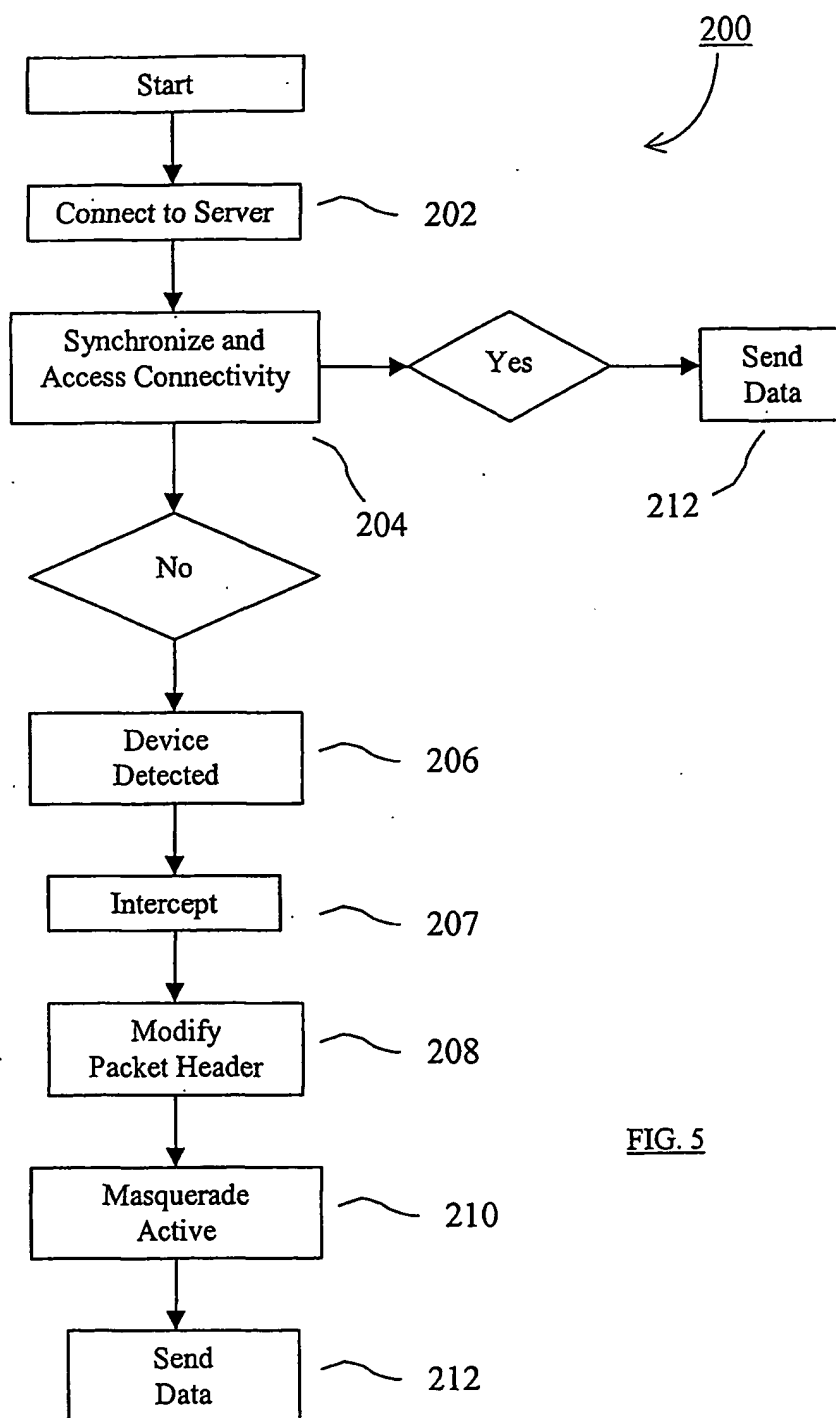 200
Start
Connect to Server
202
Synchronize and
Access Connectivity
Yes
Send
Data
204
212
No
Device
Detected
206
Intercept
207
Modify
Packet Header
208
FIG. 5
Masquerade
Active
210
Send
Data
212